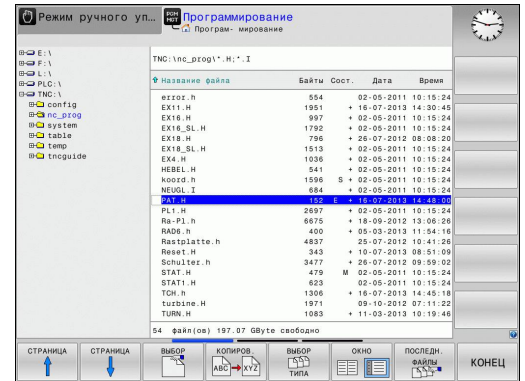 Режим ручного уп...
PGM MGT
Программирование
Програм- мирование
E:\
F:\
L:\
PLC:\
TNC:\
config
nc_prog
system
table
temp
tncguide
TNC:\nc_prog\*.H;*.I
Название файла Байты Сост. Дата Время
error.h 554 02-05-2011 10:15:24
EX11.H 1951 + 16-07-2013 14:30:45
EX16.H 997 + 02-05-2011 10:15:24
EX16_SL.H 1792 + 02-05-2011 10:15:24
EX18.H 796 + 26-07-2012 08:08:20
EX18_SL.H 1513 + 02-05-2011 10:15:24
EX4.H 1036 + 02-05-2011 10:15:24
HEBEL.H 541 + 02-05-2011 10:15:24
koord.h 1596 S + 02-05-2011 10:15:24
NEUGL.I 684 + 02-05-2011 10:15:24
PAT.H 152 E + 16-07-2013 14:48:00
PL1.H 2697 + 02-05-2011 10:15:24
Ra-Pl.h 6675 + 18-09-2012 13:06:26
RAD6.h 400 + 05-03-2013 11:54:16
Rastplatte.h 4837 25-07-2012 10:41:26
Reset.H 343 + 10-07-2013 08:51:09
Schulter.h 3477 + 26-07-2012 09:59:02
STAT.H 479 M 02-05-2011 10:15:24
STAT1.H 623 02-05-2011 10:15:24
TCH.h 1306 + 16-07-2013 14:45:18
turbine.H 1971 09-10-2012 07:11:22
TURN.H 1083 + 11-03-2013 10:19:46
54 файл(ов) 197.07 GByte свободно
СТРАНИЦА
СТРАНИЦА
ВЫБОР
КОПИРОВ.
ABC XYZ
ВЫБОР
ТИПА
ОКНО
ПОСЛЕДН.
ФАЙЛЫ
КОНЕЦ